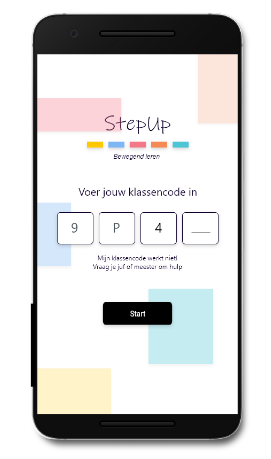 StepUp
Bewegend leren
Voer jouw klassencode in
9 P 4 __
Mijn klassencode werkt niet!
Vraag je juf of meester om hulp
Start